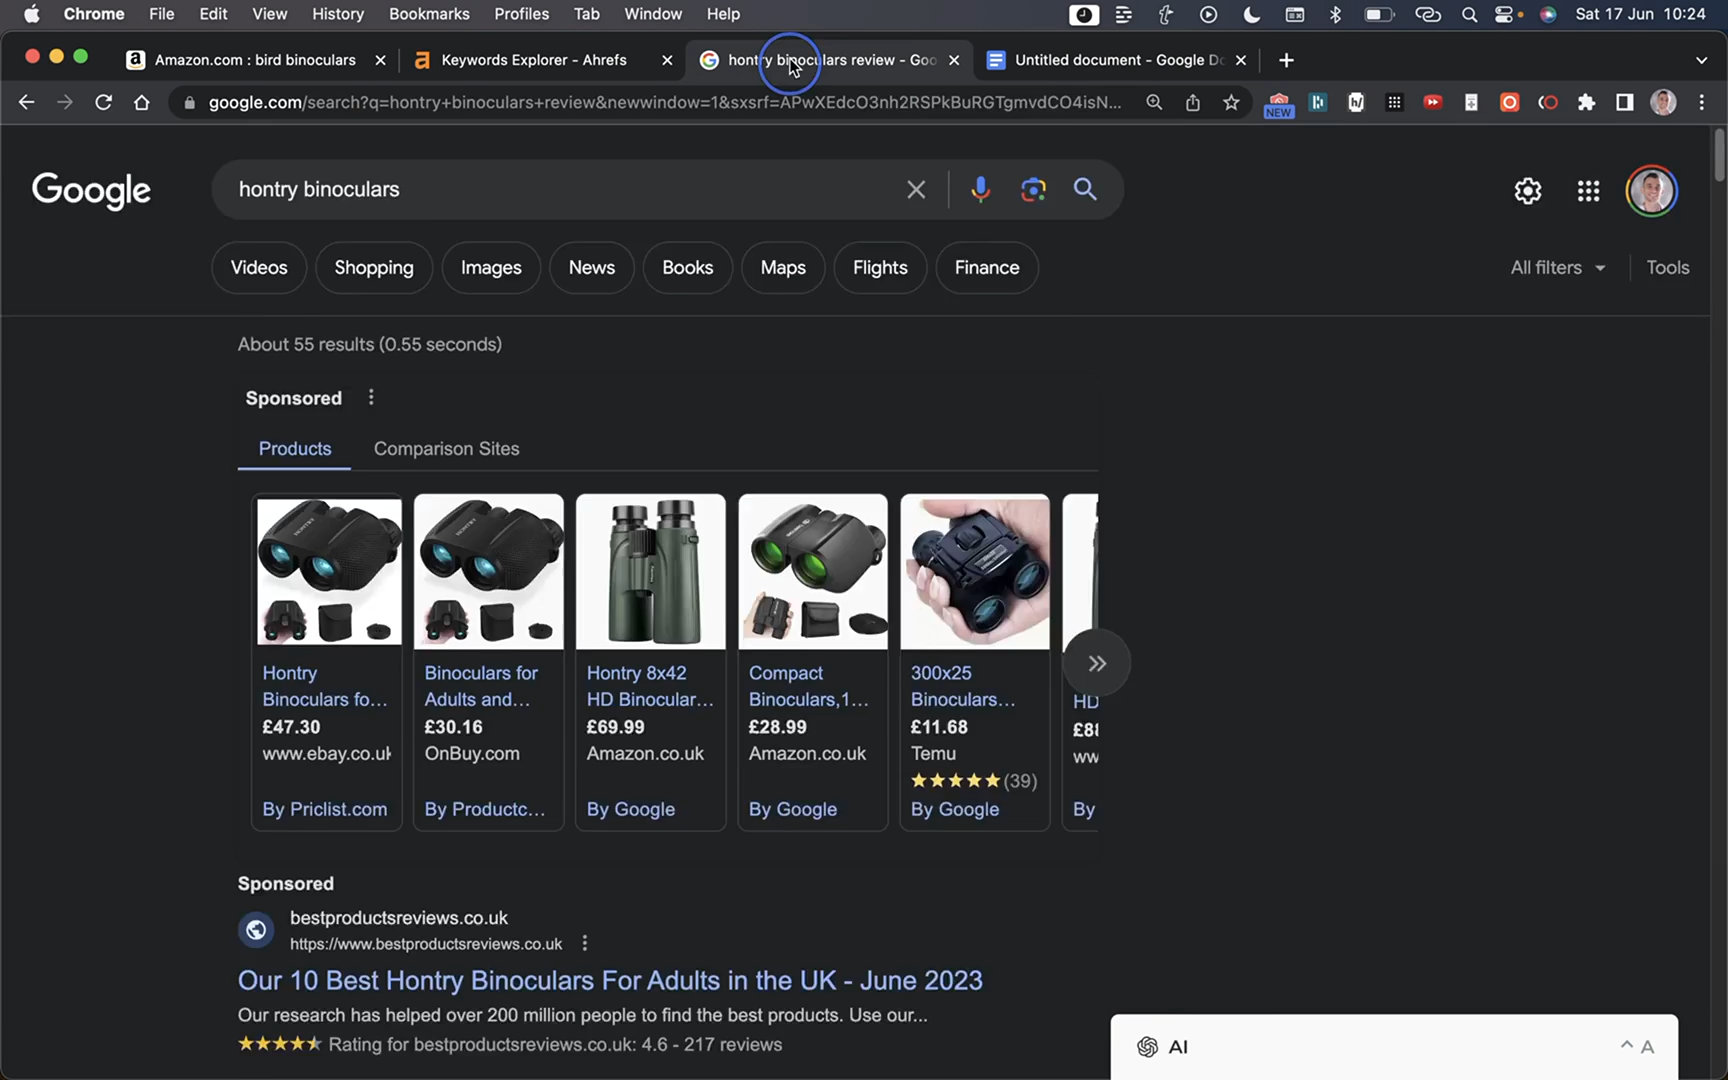 Chrome File Edit View History Bookmarks Profiles Tab Window Help Sat 17 Jun 10:24
Amazon.com : bird binoculars Keywords Explorer - Ahrefs hontry binoculars review - Goo Untitled document - Google Do
google.com/search?q=hontry+binoculars+review&newwindow=1&sxsrf=APwXEdcO3nh2RSPkBuRGTgmvdCO4isN... NEW
Google hontry binoculars
Videos Shopping Images News Books Maps Flights Finance All filters Tools
About 55 results (0.55 seconds)
Sponsored
Products Comparison Sites
Hontry Binoculars for Hontry 8x42 Compact 300x25
Binoculars fo... Adults and... HD Binocular... Binoculars,1... Binoculars... HD
£47.30 £30.16 £69.99 £28.99 £11.68 £88
www.ebay.co.uk OnBuy.com Amazon.co.uk Amazon.co.uk Temu ww
(39)
By Priclist.com By Productc... By Google By Google By Google By
Sponsored
bestproductsreviews.co.uk
https://www.bestproductsreviews.co.uk
Our 10 Best Hontry Binoculars For Adults in the UK - June 2023
Our research has helped over 200 million people to find the best products. Use our...
Rating for bestproductsreviews.co.uk: 4.6 - 217 reviews
AI A